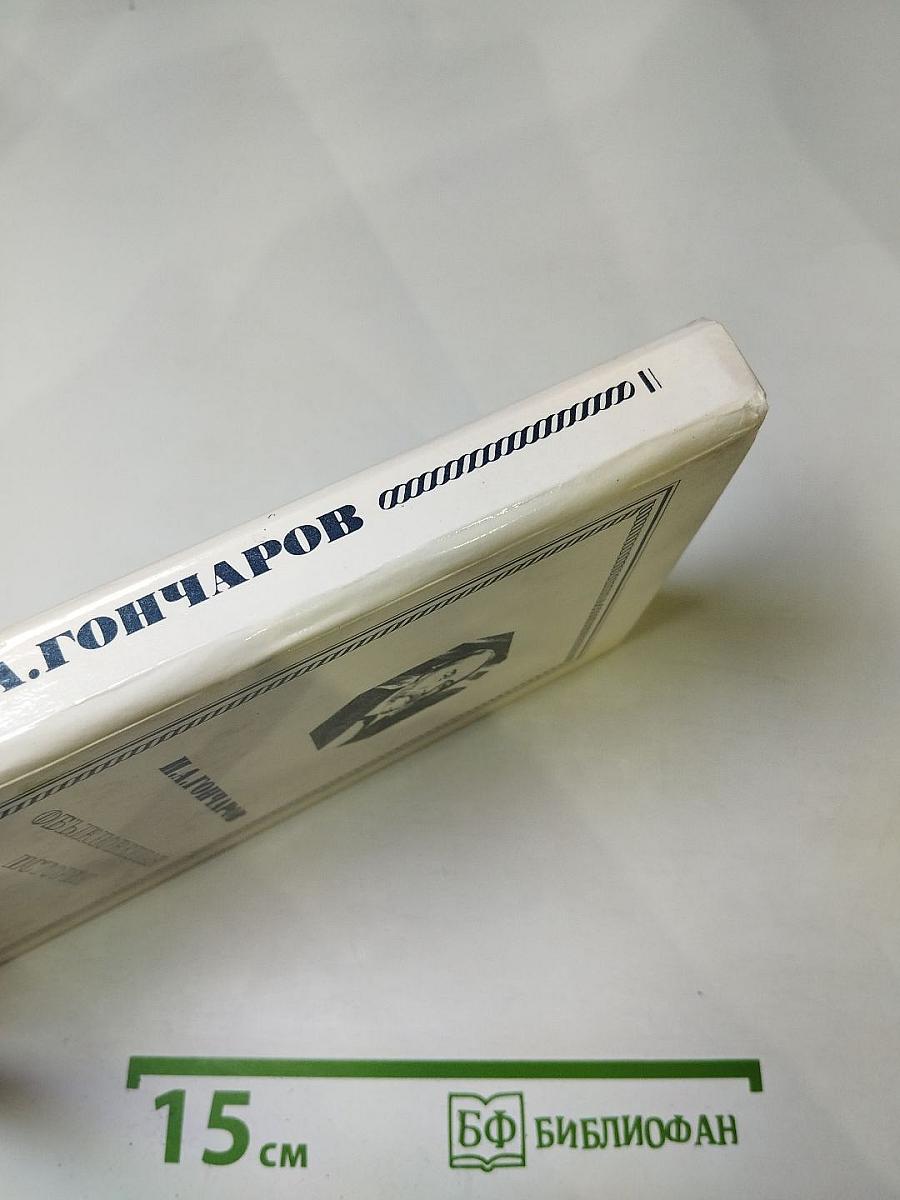 А.ГОНЧАРОВ
И.А.ГОНЧАРОВ
ОБЫКНОВЕННАЯ
ИСТОРИЯ
15 см
БФ БИБЛИОФАН